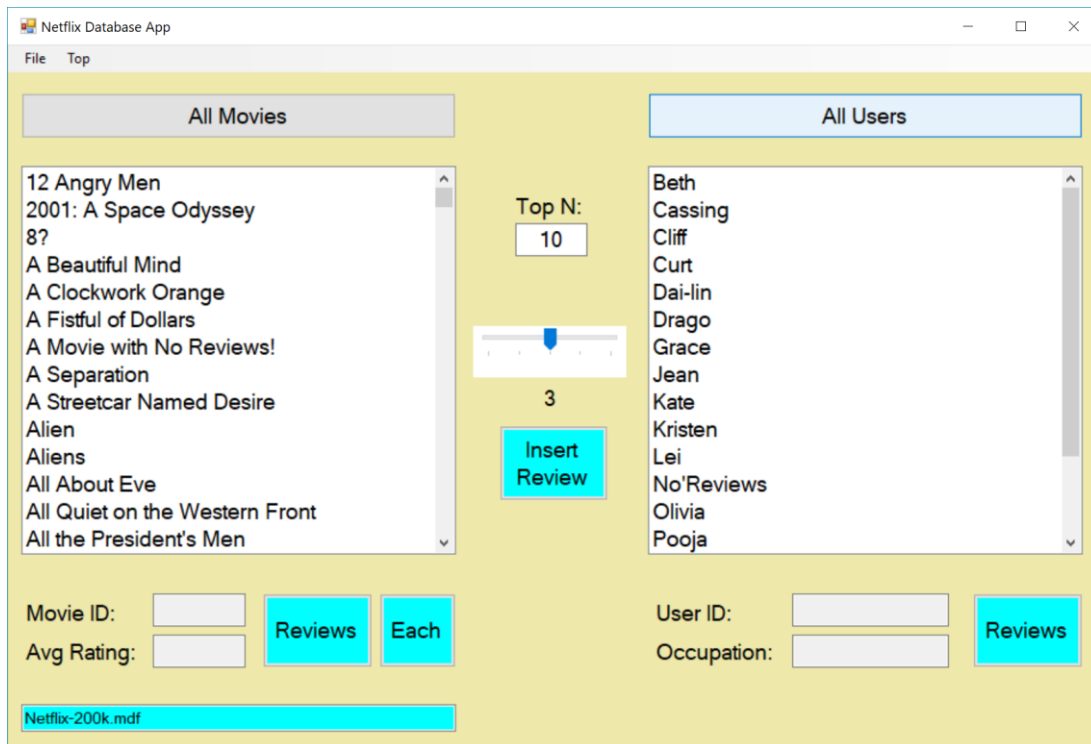 Netflix Database App
File Top
All Movies
All Users
12 Angry Men
2001: A Space Odyssey
8?
A Beautiful Mind
A Clockwork Orange
A Fistful of Dollars
A Movie with No Reviews!
A Separation
A Streetcar Named Desire
Alien
Aliens
All About Eve
All Quiet on the Western Front
All the President's Men
Top N:
10
3
Insert
Review
Beth
Cassing
Cliff
Curt
Dai-lin
Drago
Grace
Jean
Kate
Kristen
Lei
No'Reviews
Olivia
Pooja
Movie ID:
Avg Rating:
Reviews
Each
User ID:
Occupation:
Reviews
Netflix-200k.mdf